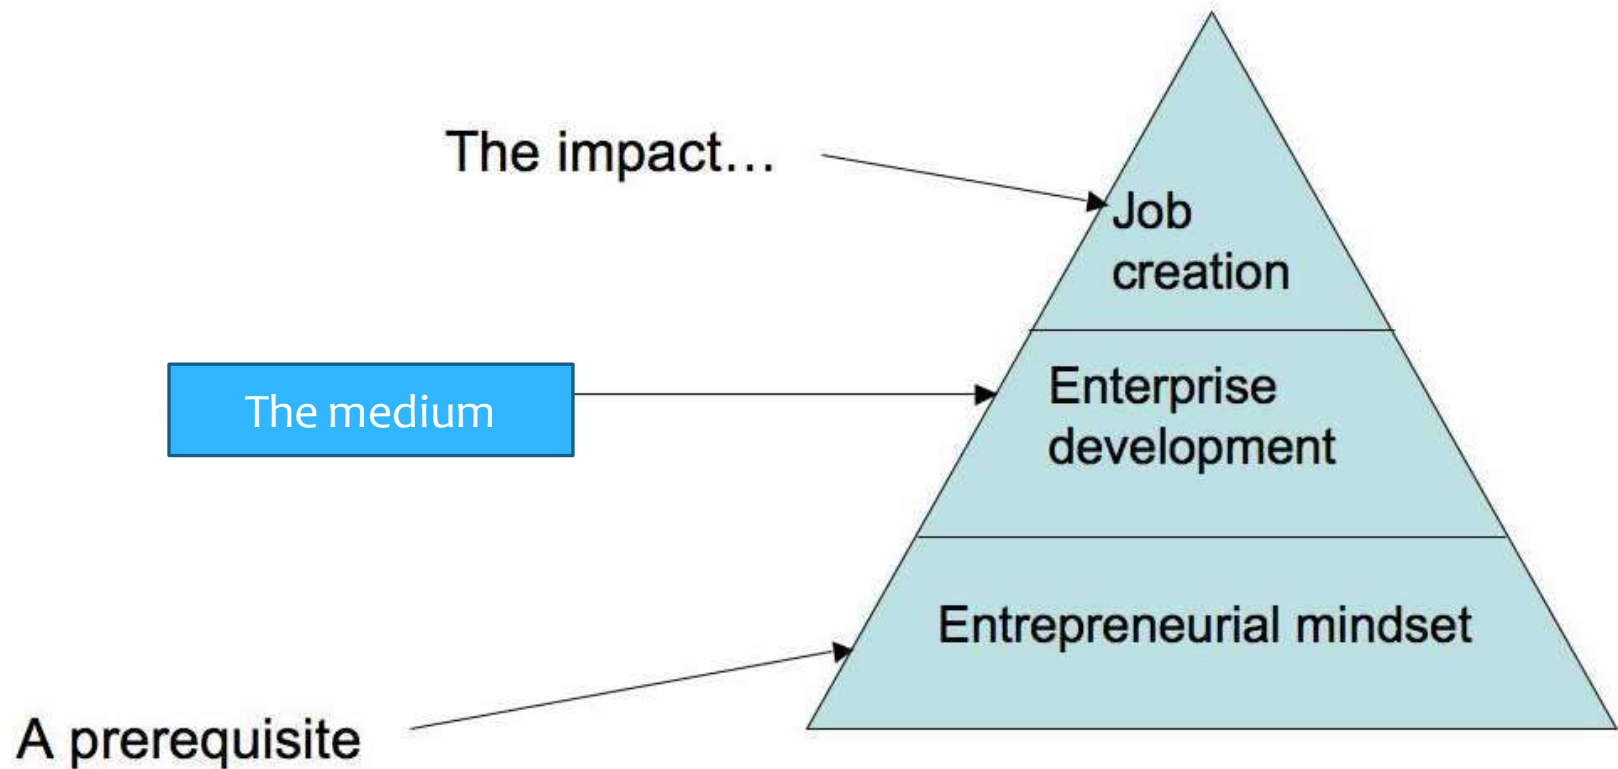 The impact…
Job
creation
The medium
Enterprise
development
Entrepreneurial mindset
A prerequisite